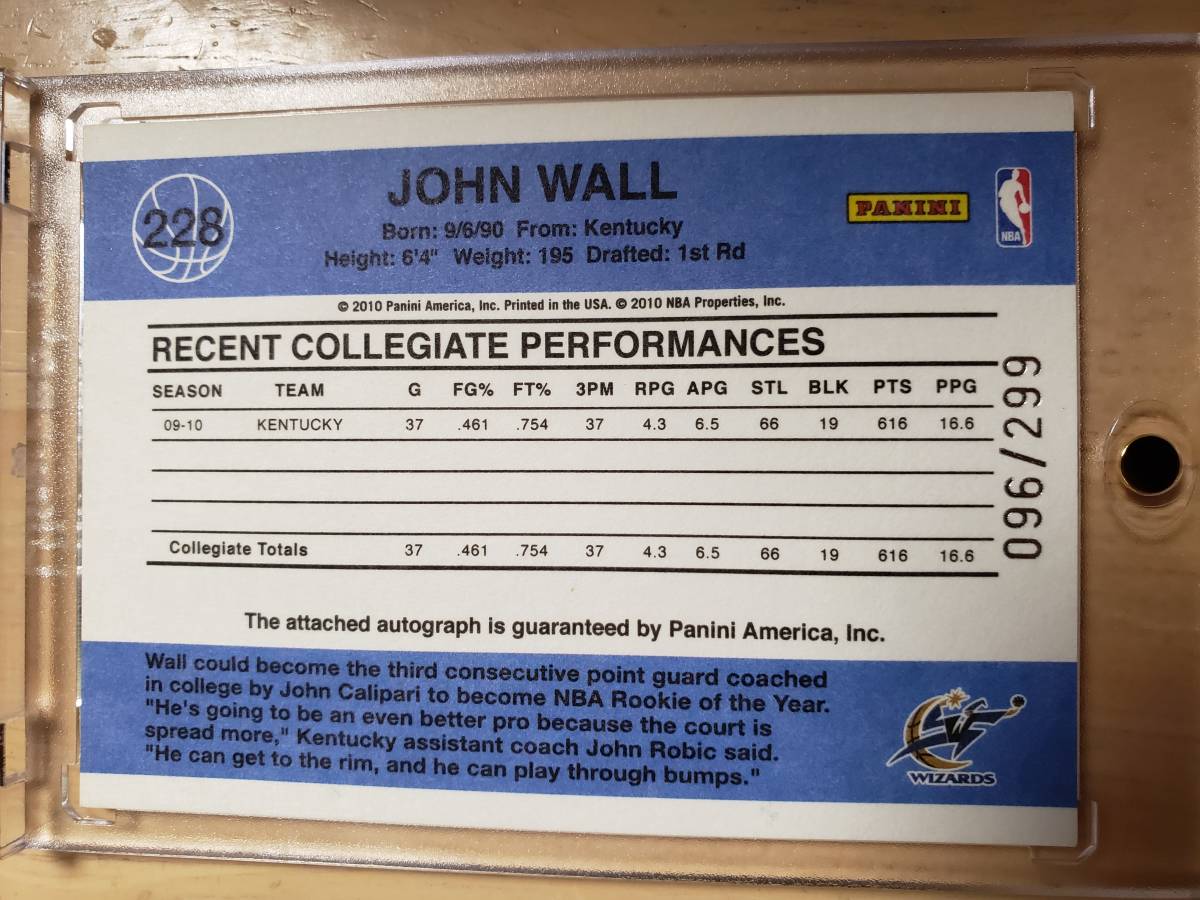 228
JOHN WALL
Born: 9/6/90 From: Kentucky
Height: 6'4" Weight: 195 Drafted: 1st Rd
PANINI
NBA
© 2010 Panini America, Inc. Printed in the USA. © 2010 NBA Properties, Inc.
RECENT COLLEGIATE PERFORMANCES
SEASON TEAM G FG% FT% 3PM RPG APG STL BLK PTS PPG
09-10 KENTUCKY 37 .461 .754 37 4.3 6.5 66 19 616 16.6
Collegiate Totals 37 .461 .754 37 4.3 6.5 66 19 616 16.6
096/299
The attached autograph is guaranteed by Panini America, Inc.
Wall could become the third consecutive point guard coached
in college by John Calipari to become NBA Rookie of the Year.
"He's going to be an even better pro because the court is
spread more," Kentucky assistant coach John Robic said.
"He can get to the rim, and he can play through bumps."
W
WIZARDS